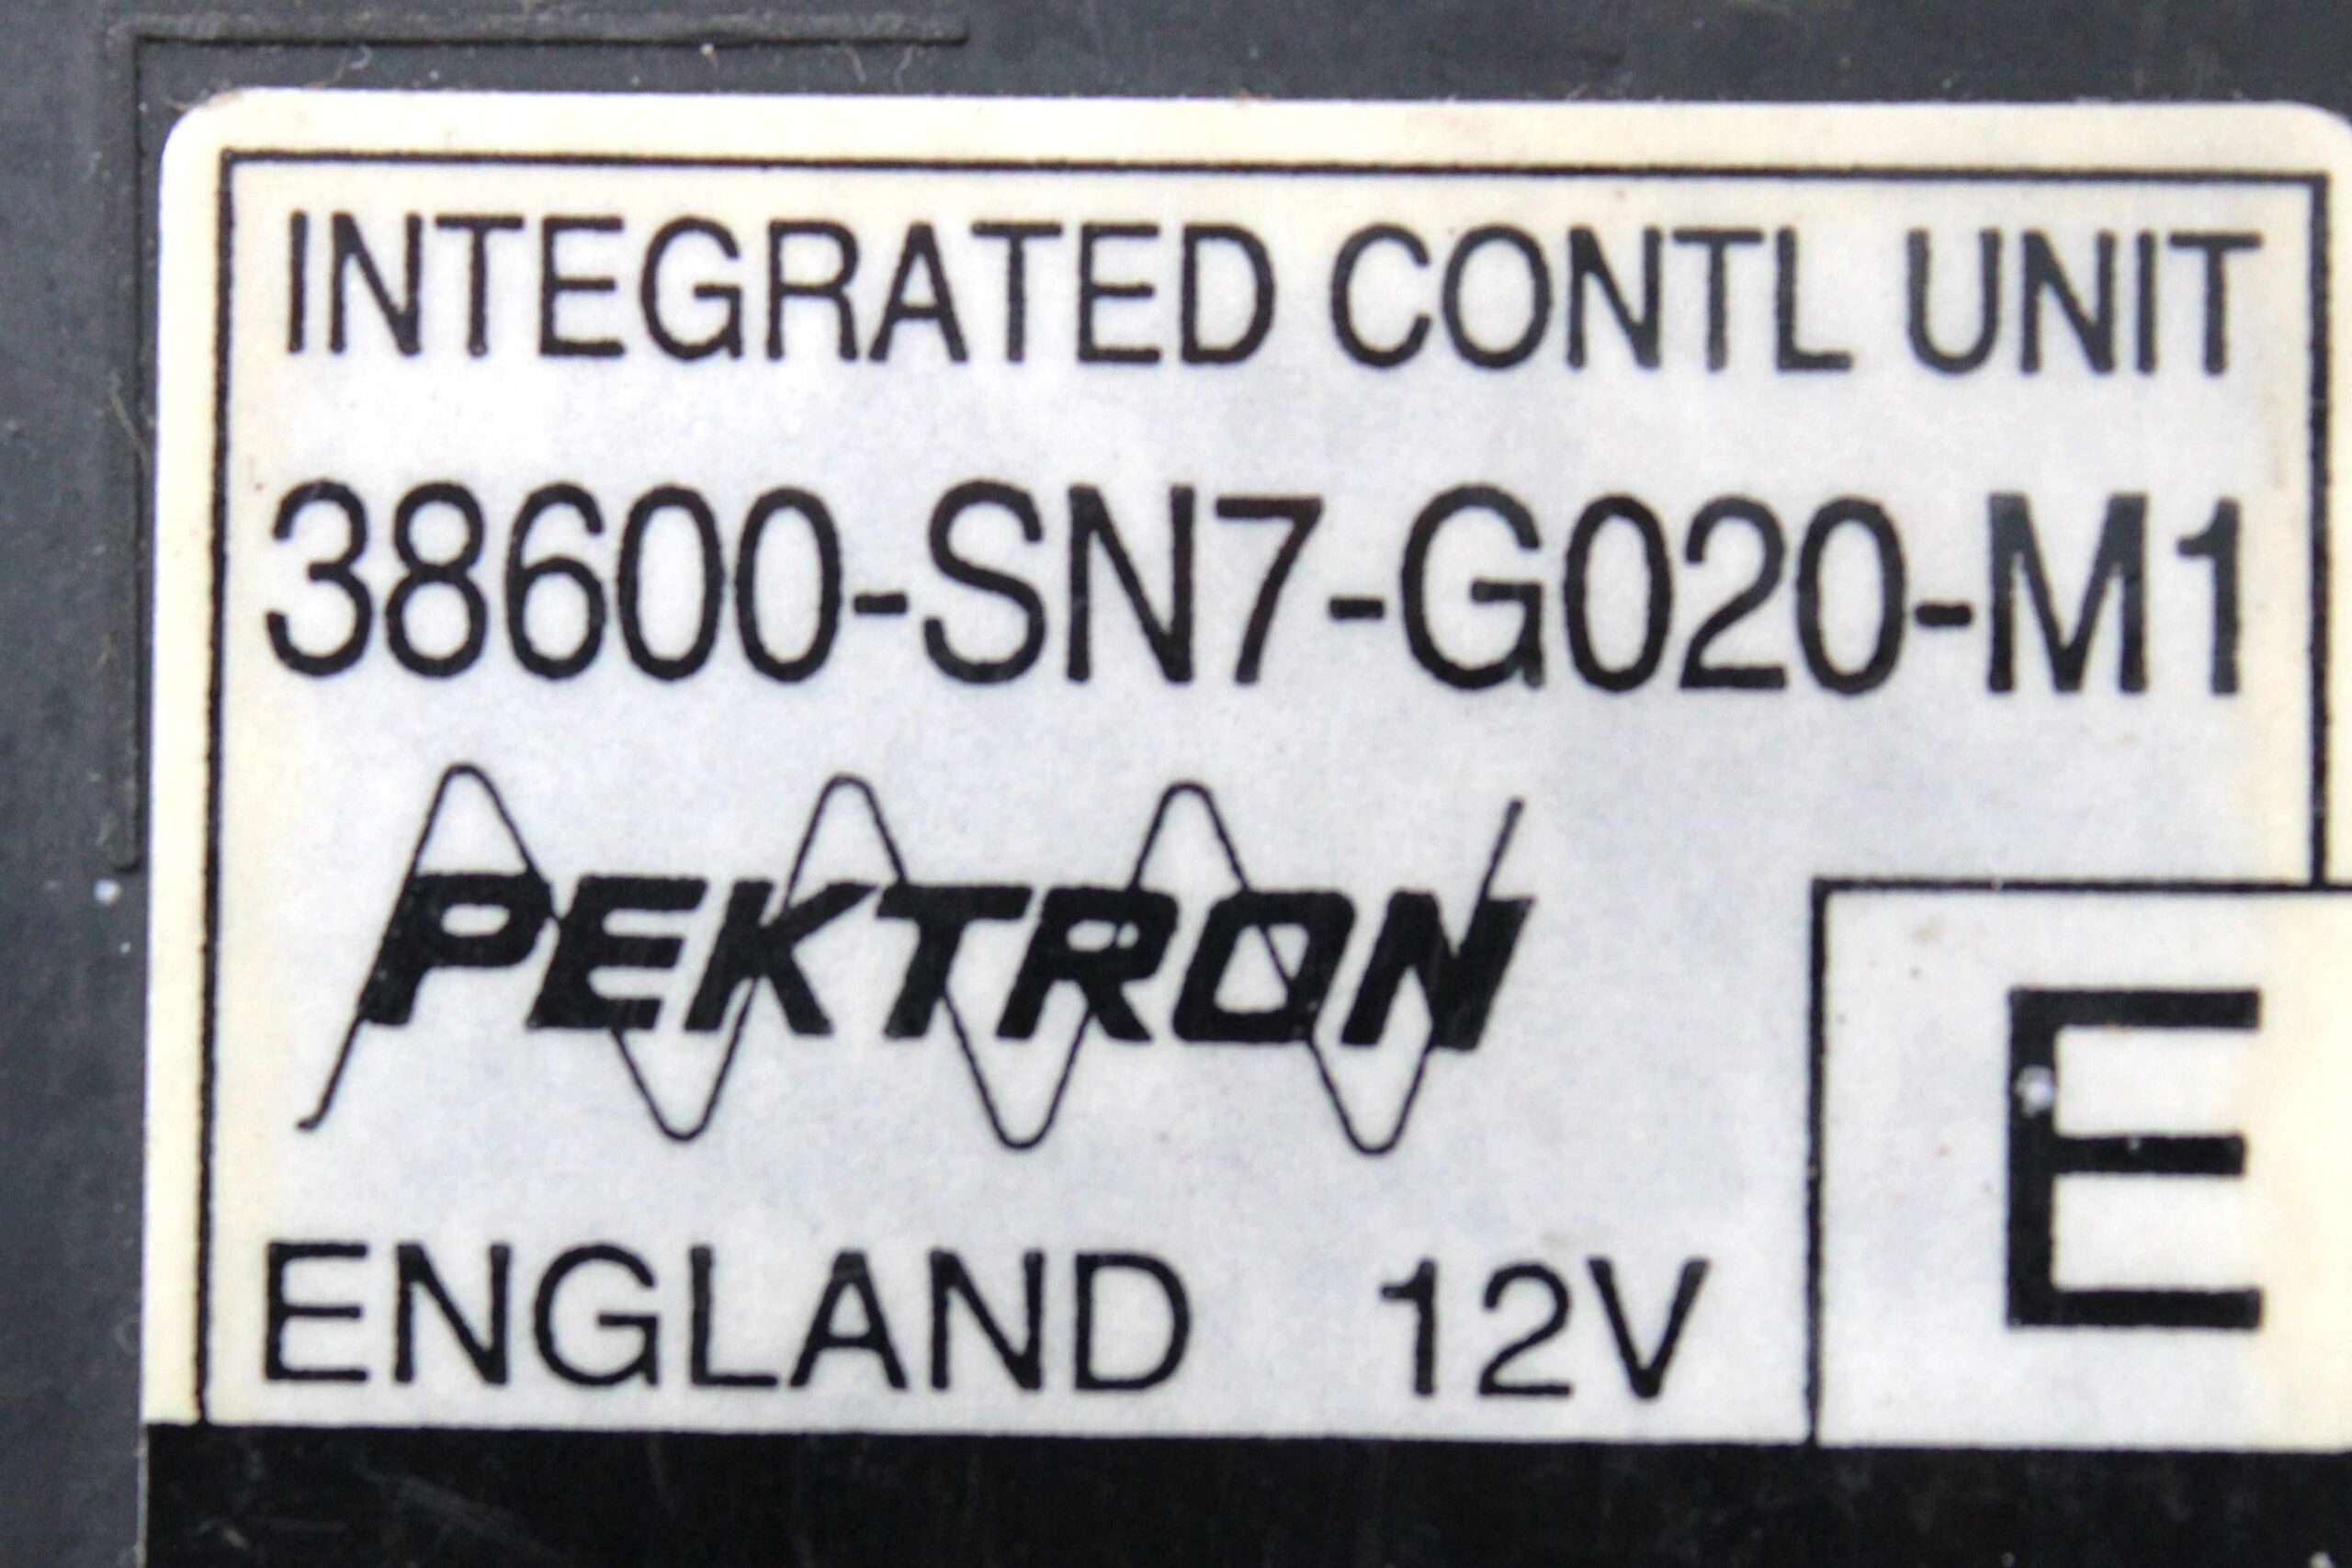 INTEGRATED CONTL UNIT
38600-SN7-G020-M1
PEKTRON
ENGLAND 12V
E